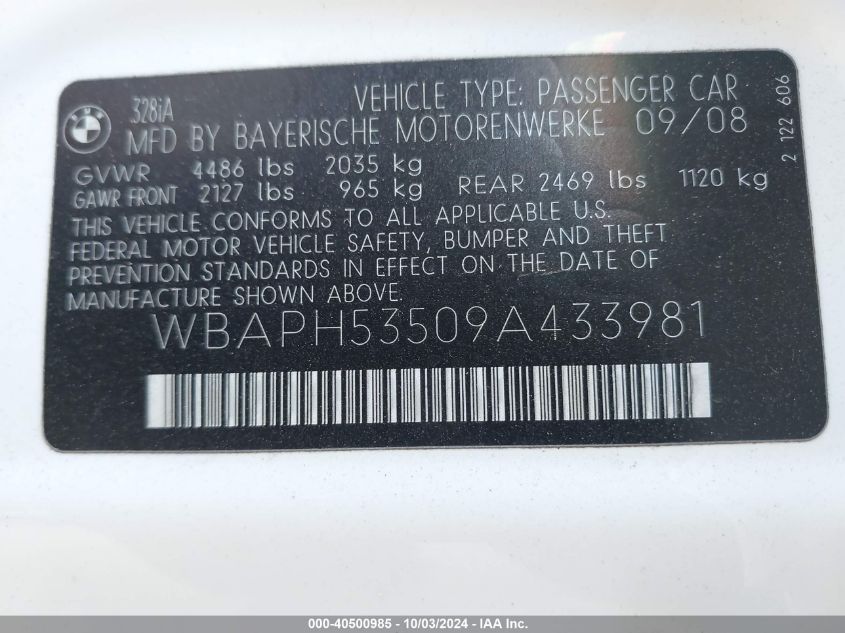 BMW
328iA
VEHICLE TYPE: PASSENGER CAR
MFD BY BAYERISCHE MOTORENWERKE 09/08
GVWR 4486 lbs 2035 kg
GAWR FRONT 2127 lbs 965 kg REAR 2469 lbs 1120 kg
THIS VEHICLE CONFORMS TO ALL APPLICABLE U.S.
FEDERAL MOTOR VEHICLE SAFETY, BUMPER AND THEFT
PREVENTION STANDARDS IN EFFECT ON THE DATE OF
MANUFACTURE SHOWN ABOVE.
WBAPH53509A433981
2 122 606
000-40500985 - 10/03/2024 - IAA Inc.